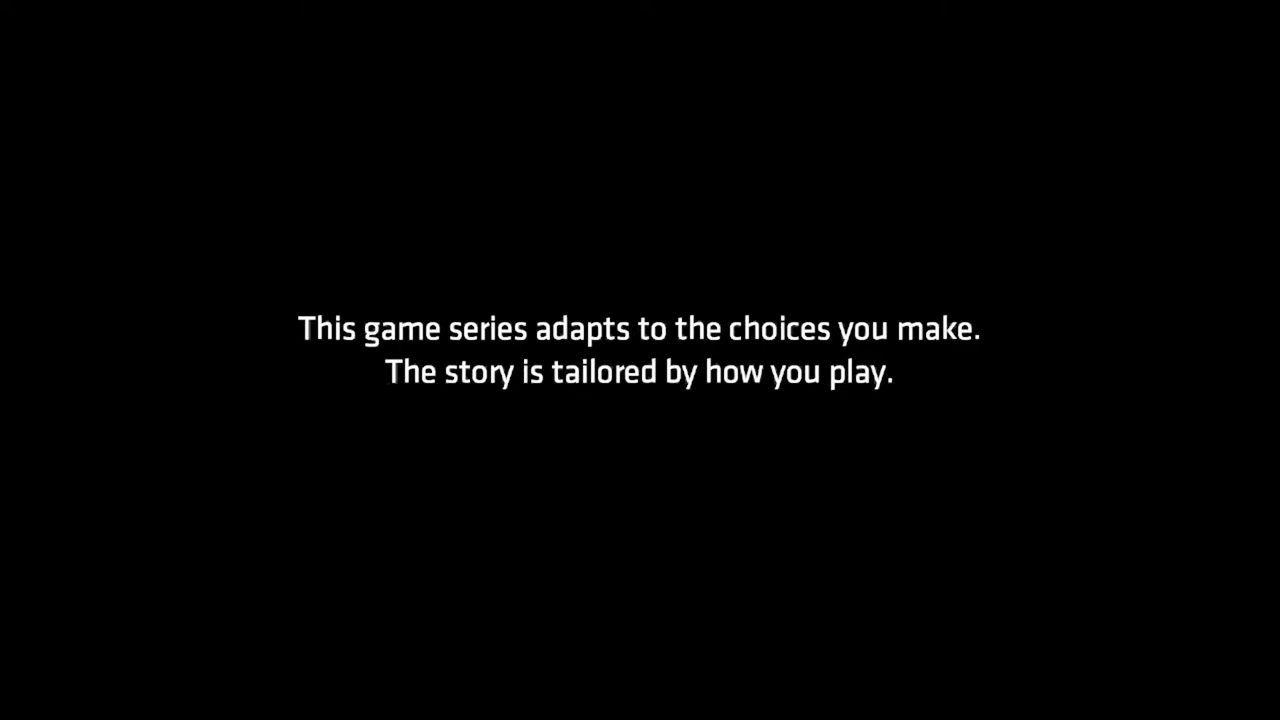 This game series adapts to the choices you make.
The story is tailored by how you play.